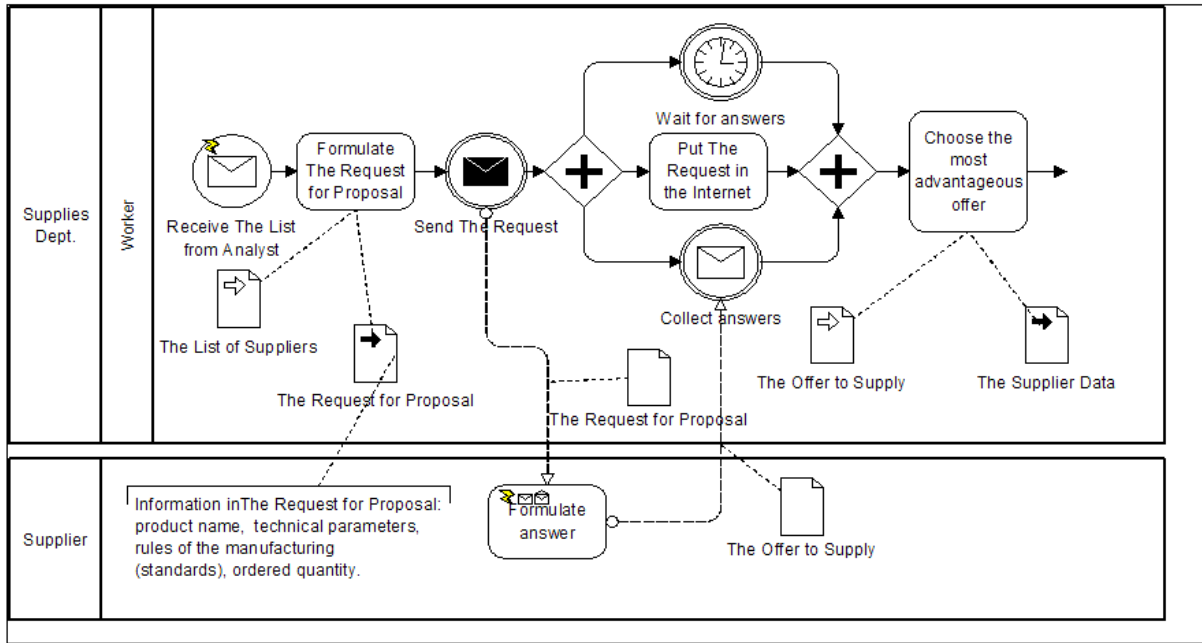 Supplies
Dept.
Worker
Receive The List
from Analyst
Formulate
The Request
for Proposal
Send The Request
Wait for answers
Put The
Request in
the Internet
Collect answers
Choose the
most
advantageous
offer
The List of Suppliers
The Request for Proposal
The Request for Proposal
The Offer to Supply
The Supplier Data
Supplier
Information inThe Request for Proposal:
product name, technical parameters,
rules of the manufacturing
(standards), ordered quantity.
Formulate
answer
The Offer to Supply